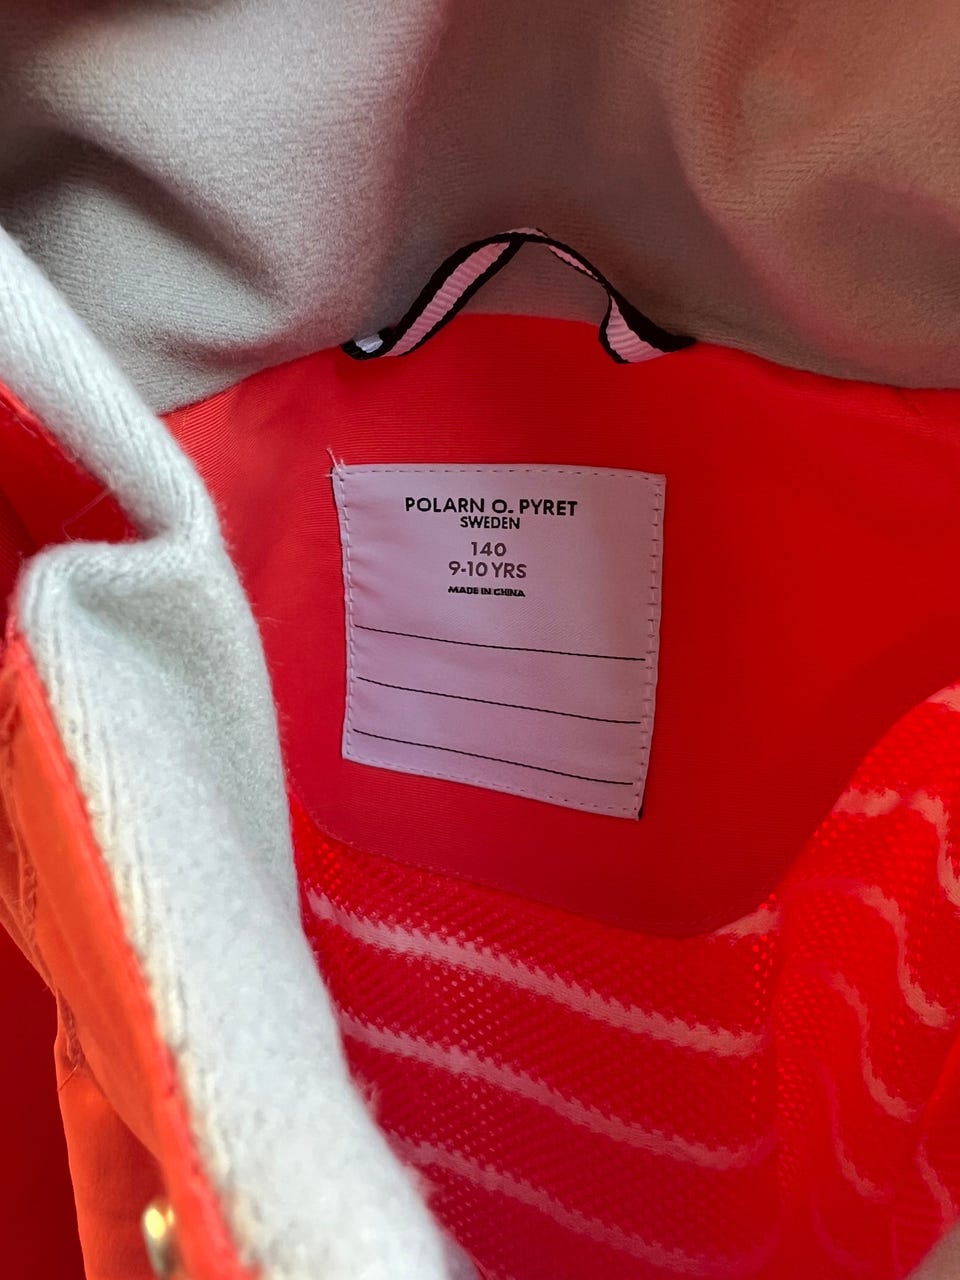 POLARN O. PYRET
SWEDEN
140
9-10 YRS
MADE IN CHINA